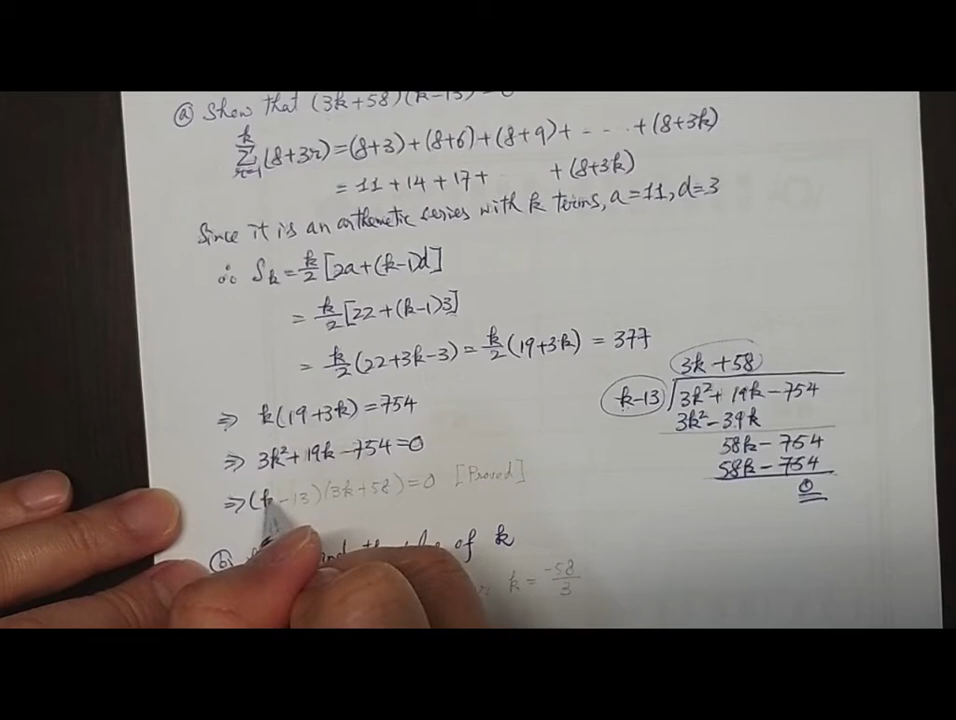 ⓐ Show that (3k+58)(k-13)=0
k
Σ(8+3r)=(8+3)+(8+6)+(8+9)+ - - . . +(8+3k)
r=1
=11+14+17+ +(8+3k)
Since it is an arithmetic series with k terms, a=11, d=3
∴ Sk=k/2[2a+(k-1)d]
=k/2[22+(k-1)3]
=k/2(22+3k-3)=k/2(19+3k)=377
⇒ k(19+3k)=754
⇒ 3k²+19k-754=0
⇒(k-13)(3k+58)=0 [Proved]
3k+58
k-13 3k²+19k-754
3k²-39k
58k-754
58k-754
0
ⓑ of k
k=-58/3